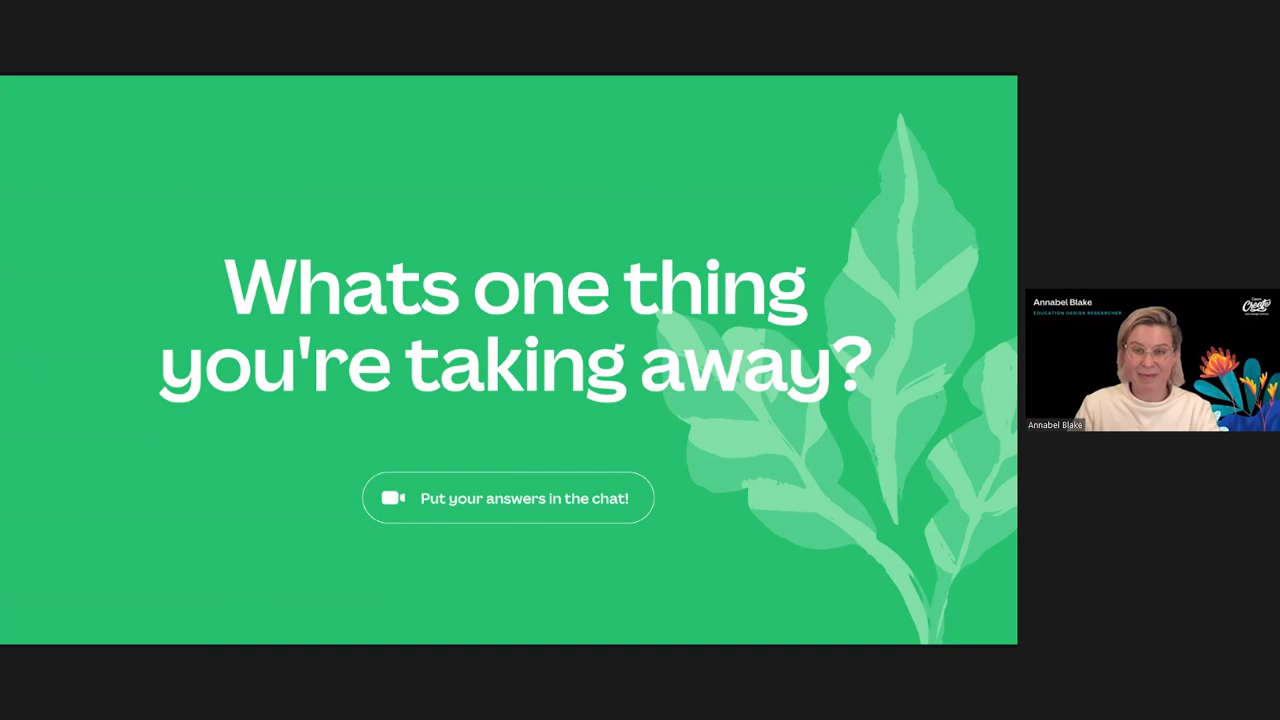 Whats one thing
you're taking away?
Put your answers in the chat!
Annabel Blake
EDUCATION DESIGN RESEARCHER
Create
Annabel Blake